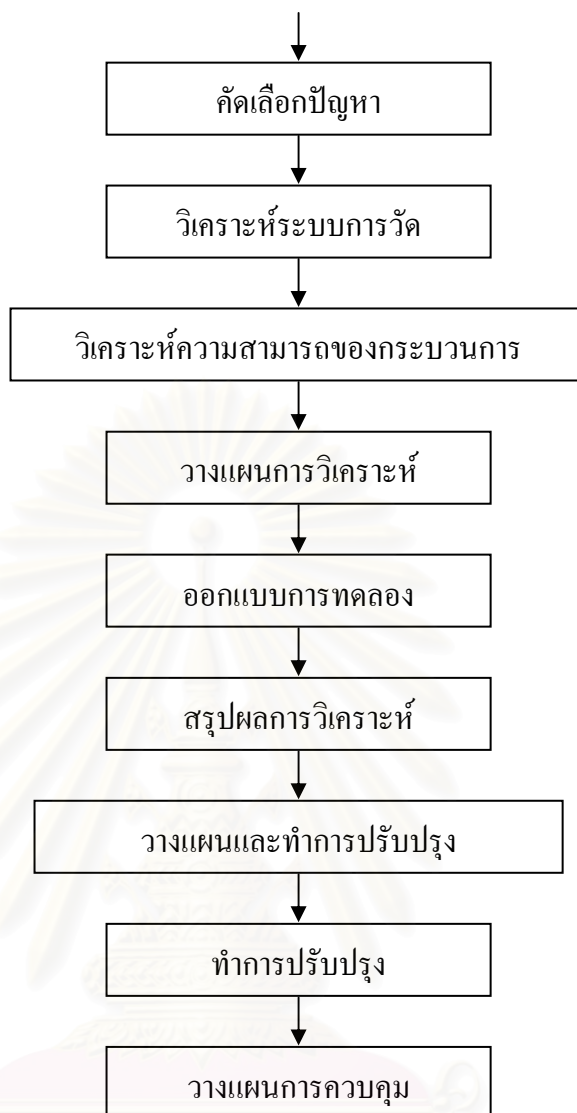 คัดเลือกปัญหา
วิเคราะห์ระบบการวัด
วิเคราะห์ความสามารถของกระบวนการ
วางแผนการวิเคราะห์
ออกแบบการทดลอง
สรุปผลการวิเคราะห์
วางแผนและทำการปรับปรุง
ทำการปรับปรุง
วางแผนการควบคุม